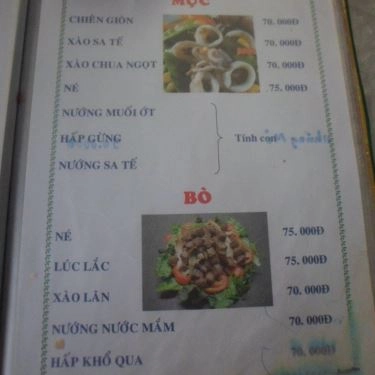 MỰC
CHIÊN GIÒN 70. 000Đ
XÀO SA TẾ 70. 000Đ
XÀO CHUA NGỌT 70. 000Đ
NÉ 75. 000Đ
NƯỚNG MUỐI ỚT
HẤP GỪNG Tính con
NƯỚNG SA TẾ
BÒ
NÉ 75. 000Đ
LÚC LẮC 75. 000Đ
XÀO LĂN 70. 000Đ
NƯỚNG NƯỚC MẮM 70. 000Đ
HẤP KHỔ QUA 70. 000Đ